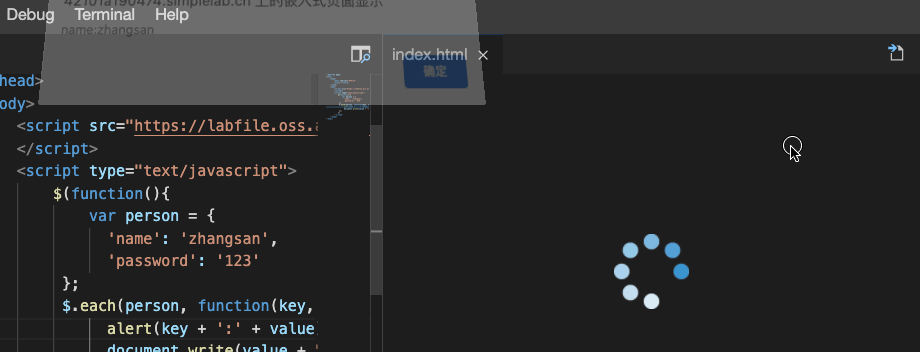 42101a190474.simplelab.cn 上的嵌入式页面显示
Debug Terminal Help
name:zhangsan
index.html ×
确定
head>
ody>
<script src="https://labfile.oss.a
</script>
<script type="text/javascript">
$(function(){
var person = {
'name': 'zhangsan',
'password': '123'
};
$.each(person, function(key,
alert(key + ':' + value
document.write(value + '